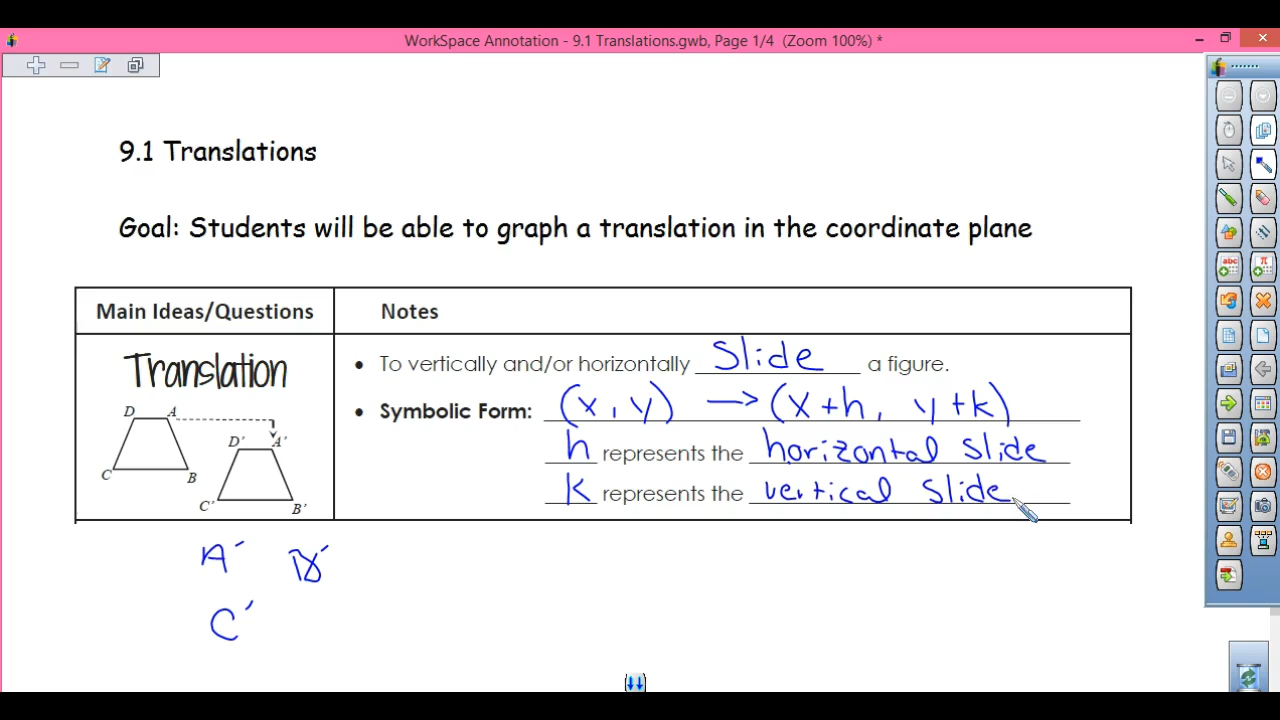 WorkSpace Annotation - 9.1 Translations.gwb, Page 1/4 (Zoom 100%) *
9.1 Translations
Goal: Students will be able to graph a translation in the coordinate plane
Main Ideas/Questions
Notes
Translation
D A
D' A'
C B
C' B'
• To vertically and/or horizontally Slide a figure.
• Symbolic Form: (x, y) → (x + h, y + k)
h represents the horizontal slide
k represents the vertical slide
A'
C'
abc
π